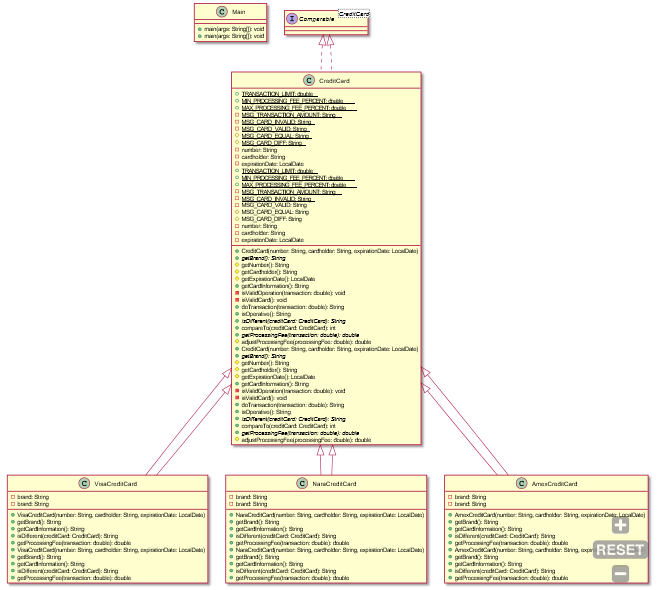 C Main
main(args: String[]): void
main(args: String[]): void
I Comparable
CreditCard
C CreditCard
TRANSACTION_LIMIT: double
MIN_PROCESSING_FEE_PERCENT: double
MAX_PROCESSING_FEE_PERCENT: double
MSG_TRANSACTION_AMOUNT: String
MSG_CARD_INVALID: String
MSG_CARD_VALID: String
MSG_CARD_EQUAL: String
MSG_CARD_DIFF: String
number: String
cardholder: String
expirationDate: LocalDate
TRANSACTION_LIMIT: double
MIN_PROCESSING_FEE_PERCENT: double
MAX_PROCESSING_FEE_PERCENT: double
MSG_TRANSACTION_AMOUNT: String
MSG_CARD_INVALID: String
MSG_CARD_VALID: String
MSG_CARD_EQUAL: String
MSG_CARD_DIFF: String
number: String
cardholder: String
expirationDate: LocalDate
CreditCard(number: String, cardholder: String, expirationDate: LocalDate)
getBrand(): String
getNumber(): String
getCardholder(): String
getExpirationDate(): LocalDate
getCardInformation(): String
isValidOperation(transaction: double): void
isValidCard(): void
doTransaction(transaction: double): String
isOperative(): String
isDifferent(creditCard: CreditCard): String
compareTo(creditCard: CreditCard): int
getProcessingFee(transaction: double): double
adjustProcessingFee(processingFee: double): double
CreditCard(number: String, cardholder: String, expirationDate: LocalDate)
getBrand(): String
getNumber(): String
getCardholder(): String
getExpirationDate(): LocalDate
getCardInformation(): String
isValidOperation(transaction: double): void
isValidCard(): void
doTransaction(transaction: double): String
isOperative(): String
isDifferent(creditCard: CreditCard): String
compareTo(creditCard: CreditCard): int
getProcessingFee(transaction: double): double
adjustProcessingFee(processingFee: double): double
C VisaCreditCard
brand: String
brand: String
VisaCreditCard(number: String, cardholder: String, expirationDate: LocalDate)
getBrand(): String
getCardInformation(): String
isDifferent(creditCard: CreditCard): String
getProcessingFee(transaction: double): double
VisaCreditCard(number: String, cardholder: String, expirationDate: LocalDate)
getBrand(): String
getCardInformation(): String
isDifferent(creditCard: CreditCard): String
getProcessingFee(transaction: double): double
C NaraCreditCard
brand: String
brand: String
NaraCreditCard(number: String, cardholder: String, expirationDate: LocalDate)
getBrand(): String
getCardInformation(): String
isDifferent(creditCard: CreditCard): String
getProcessingFee(transaction: double): double
NaraCreditCard(number: String, cardholder: String, expirationDate: LocalDate)
getBrand(): String
getCardInformation(): String
isDifferent(creditCard: CreditCard): String
getProcessingFee(transaction: double): double
C AmexCreditCard
brand: String
brand: String
AmexCreditCard(number: String, cardholder: String, expirationDate: LocalDate)
getBrand(): String
getCardInformation(): String
isDifferent(creditCard: CreditCard): String
getProcessingFee(transaction: double): double
AmexCreditCard(number: String, cardholder: String,
getBrand(): String
getCardInformation(): String
isDifferent(creditCard: CreditCard): String
getProcessingFee(transaction: double): double
RESET